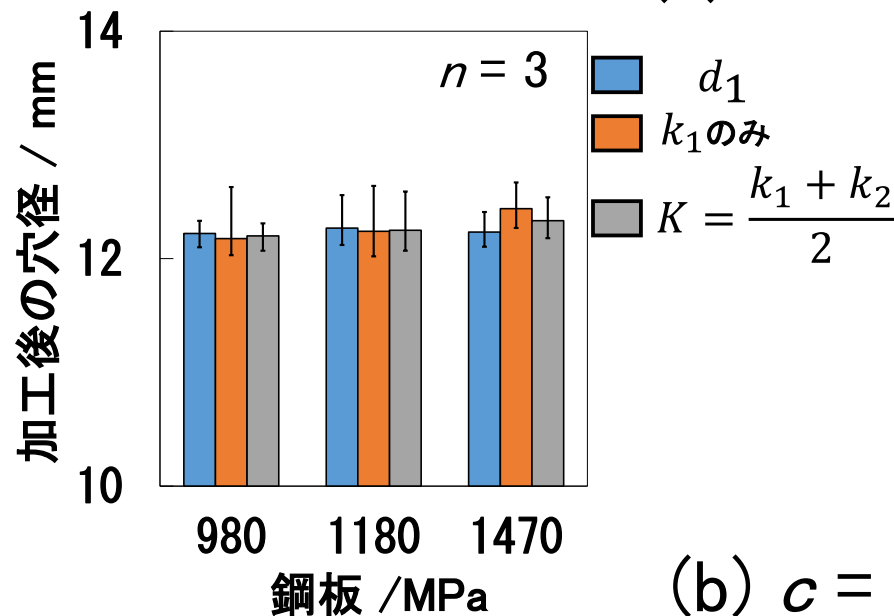 14
n = 3
d₁
k₁のみ
K = (k₁ + k₂)/2
12
10
加工後の穴径 / mm
980 1180 1470
鋼板 /MPa
(b) c =